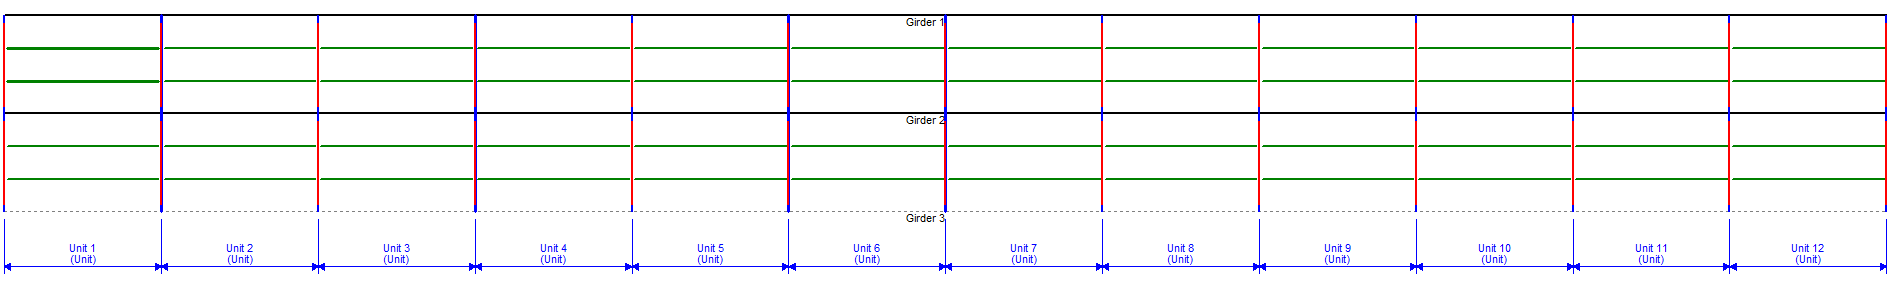 Girder 1
Girder 2
Girder 3
Unit 1
(Unit)
Unit 2
(Unit)
Unit 3
(Unit)
Unit 4
(Unit)
Unit 5
(Unit)
Unit 6
(Unit)
Unit 7
(Unit)
Unit 8
(Unit)
Unit 9
(Unit)
Unit 10
(Unit)
Unit 11
(Unit)
Unit 12
(Unit)